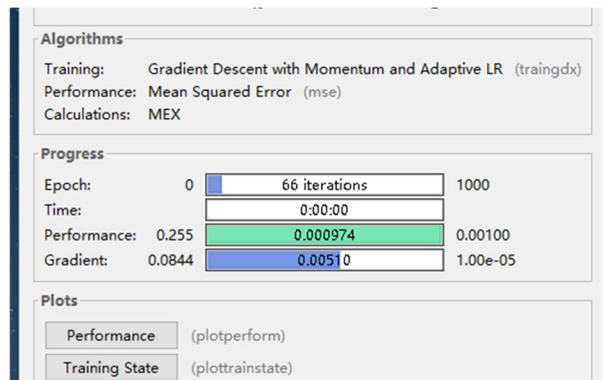 Algorithms
Training: Gradient Descent with Momentum and Adaptive LR (traingdx)
Performance: Mean Squared Error (mse)
Calculations: MEX
Progress
Epoch: 0 66 iterations 1000
Time: 0:00:00
Performance: 0.255 0.000974 0.00100
Gradient: 0.0844 0.00510 1.00e-05
Plots
Performance (plotperform)
Training State (plottrainstate)